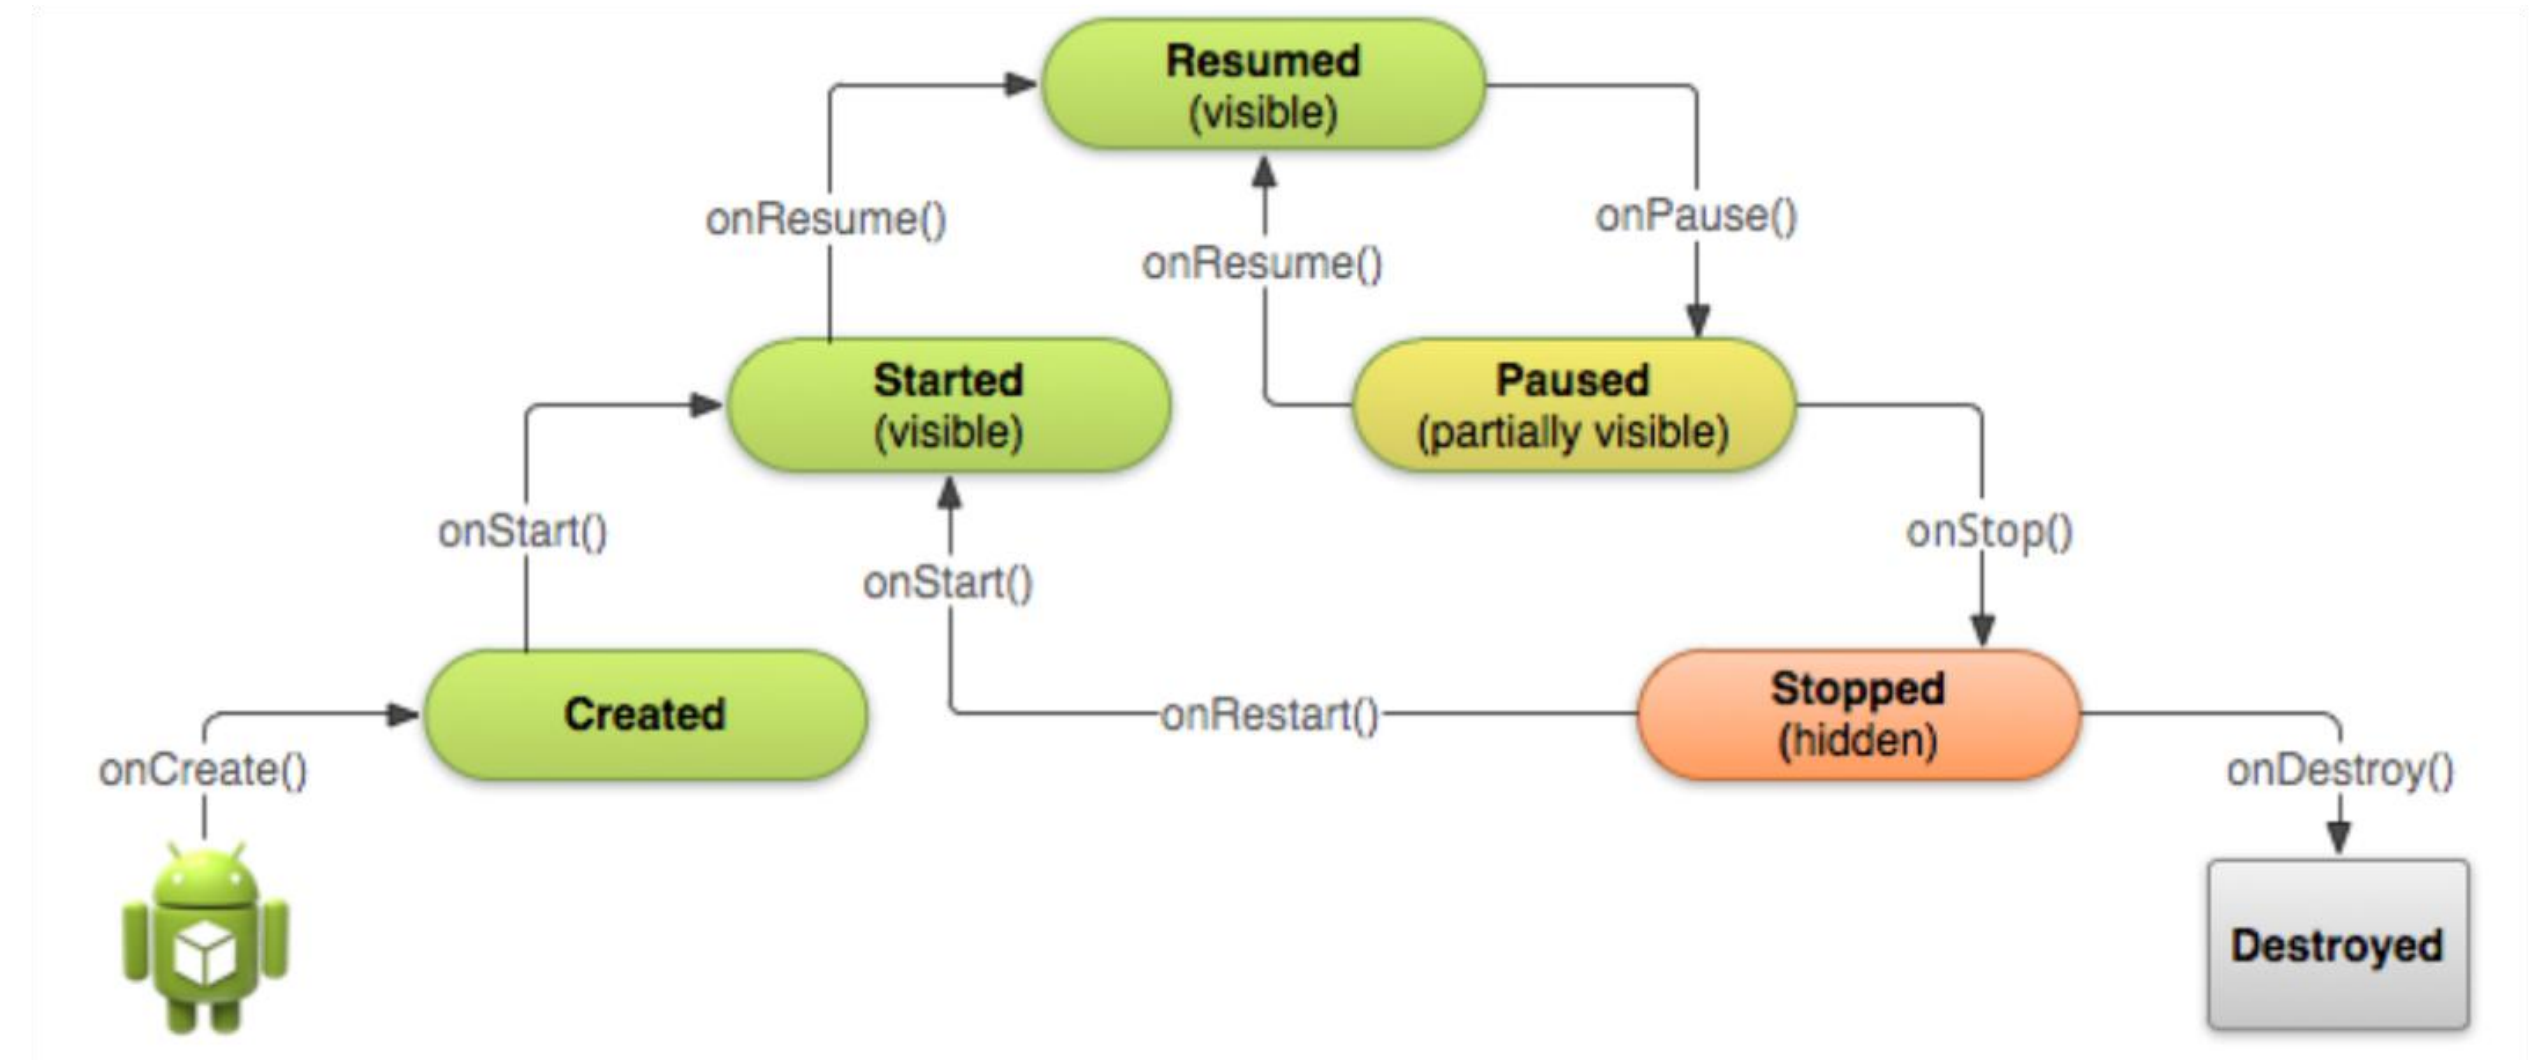 Resumed
(visible)
onResume()
onPause()
onResume()
Started
(visible)
Paused
(partially visible)
onStart()
onStop()
onStart()
Created
onRestart()
Stopped
(hidden)
onCreate()
onDestroy()
Destroyed